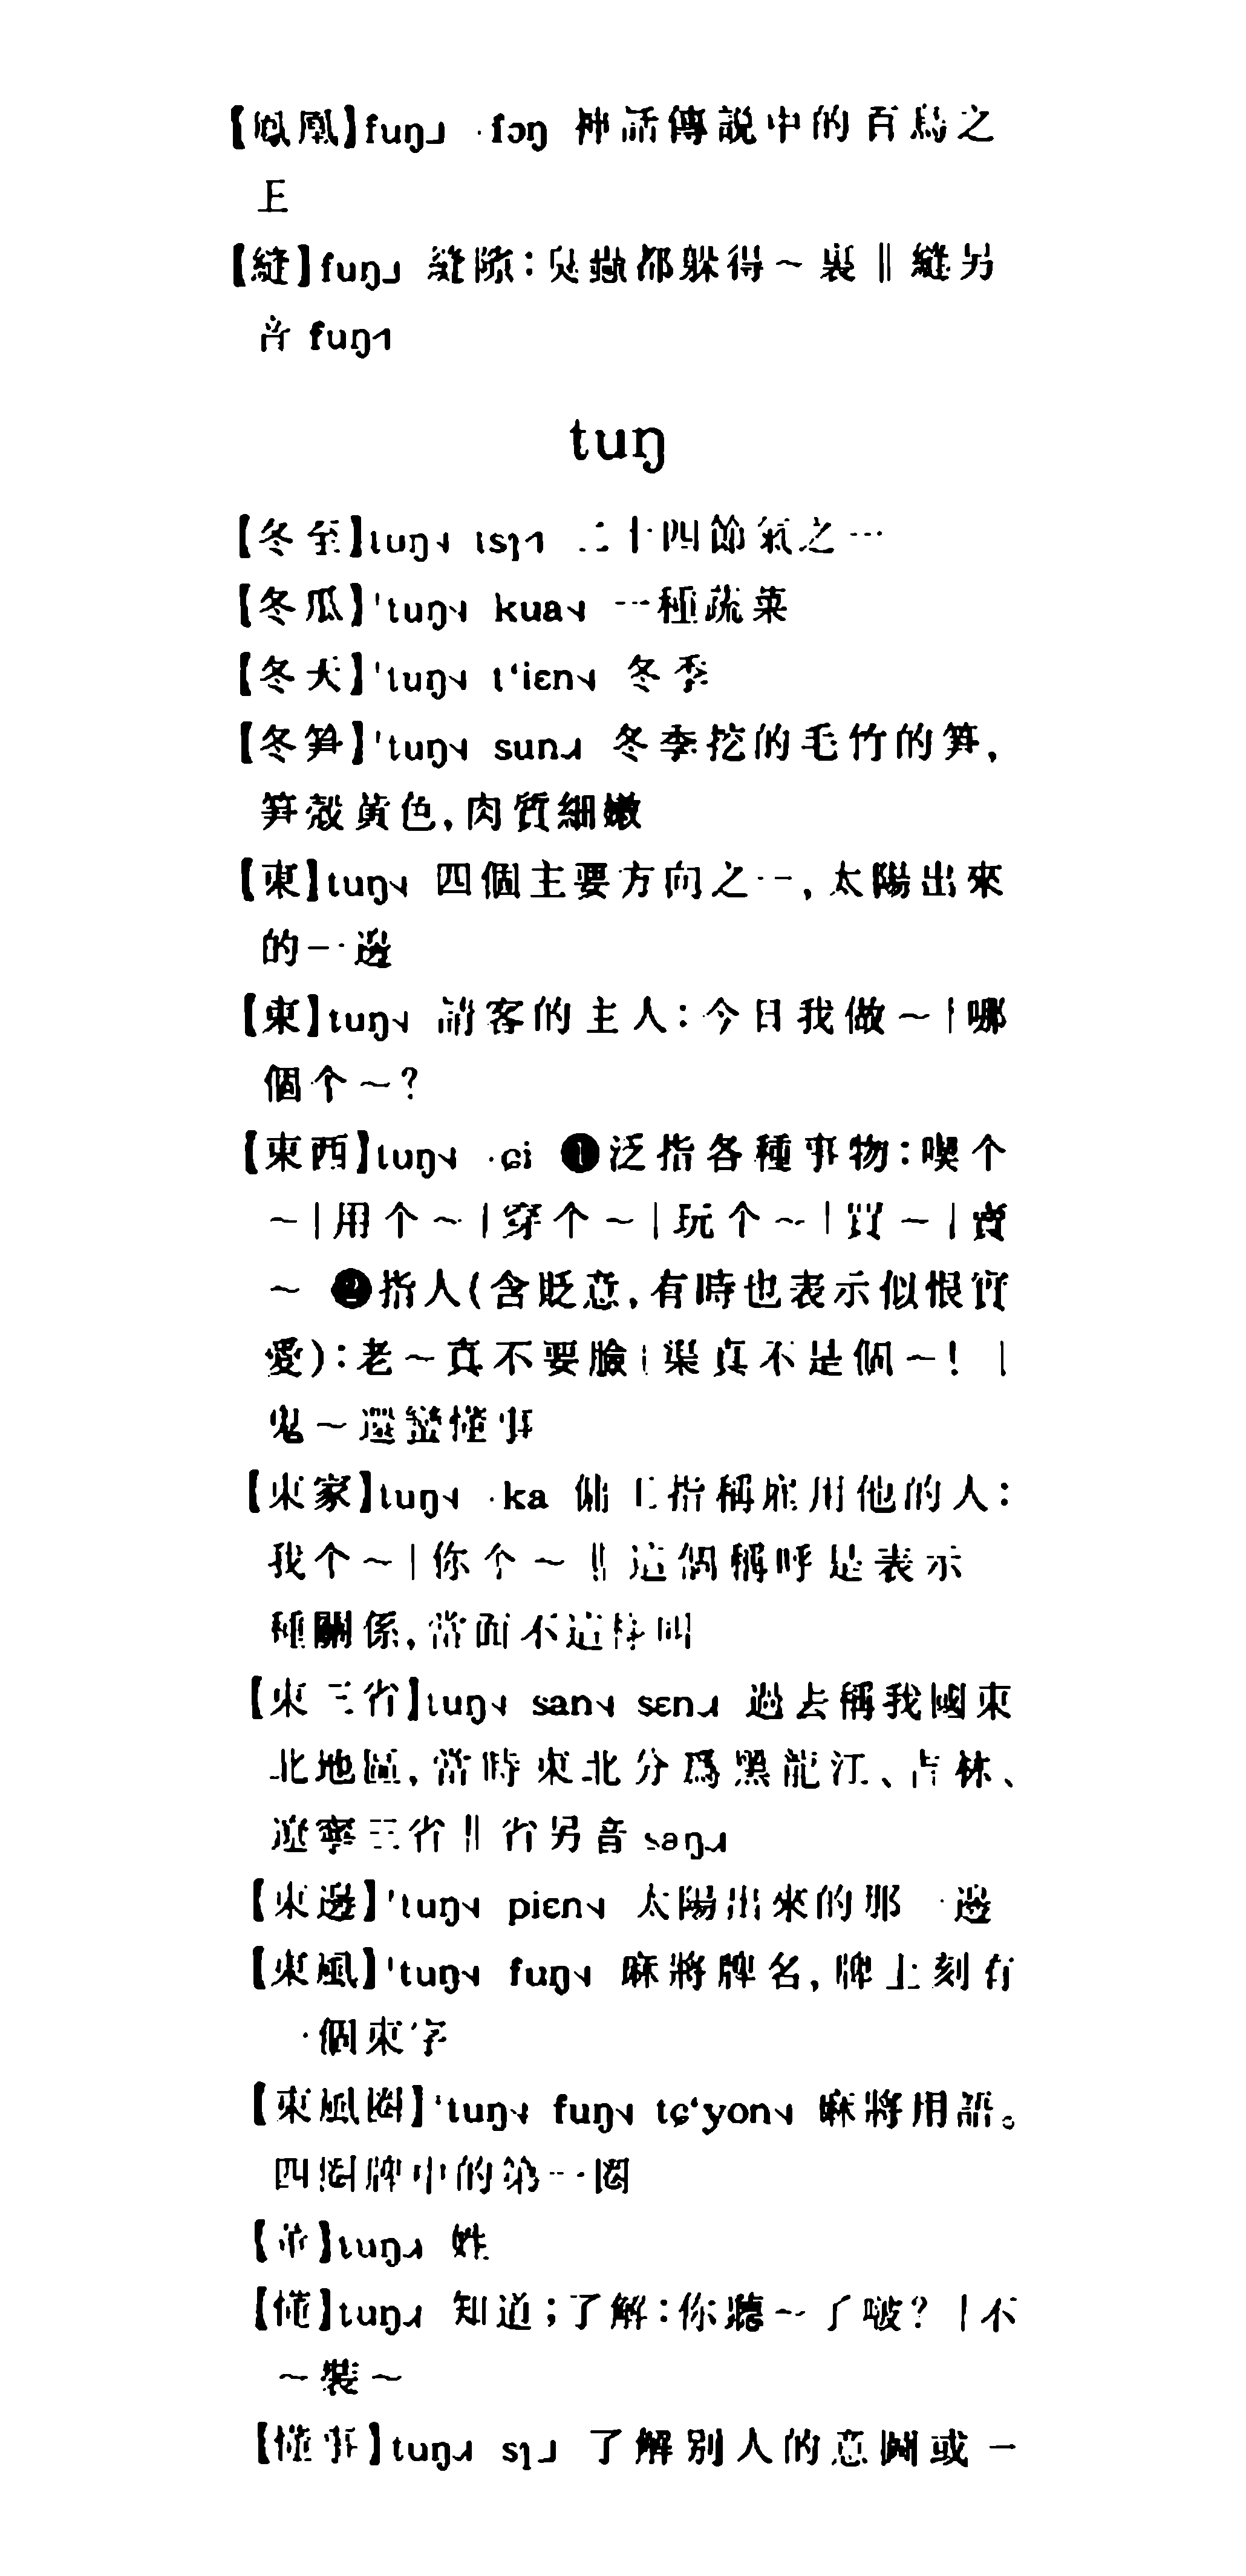 【鳳凰】fuŋ˩ ·fɔŋ 神話傳說中的百鳥之
王
【縫】fuŋ˩ 縫隙：臭蟲都躲得～裏‖縫另
音 fuŋ˦
tuŋ
【冬至】tuŋ˧ tsɿ˦ 二十四節氣之一
【冬瓜】ˈtuŋ˧ kua˧ 一種蔬菜
【冬天】ˈtuŋ˧ tʻiɛn˧ 冬季
【冬筍】ˈtuŋ˧ sun˩ 冬季挖的毛竹的筍，
筍殼黃色，肉質細嫩
【東】tuŋ˧ 四個主要方向之一，太陽出來
的一邊
【東】tuŋ˧ 請客的主人：今日我做～｜哪
個个～？
【東西】tuŋ˧ ·ɕi ❶泛指各種事物：喫个
～｜用个～｜穿个～｜玩个～｜買～｜賣
～ ❷指人（含貶意，有時也表示似恨實
愛）：老～真不要臉｜渠真不是個～！｜
鬼～還蠻懂事
【東家】tuŋ˧ ·ka 傭工指稱雇用他的人：
我个～｜你个～‖這個稱呼是表示
種關係，當面不這樣叫
【東三省】tuŋ˧ san˧ sɛn˩ 過去稱我國東
北地區，當時東北分爲黑龍江、吉林、
遼寧三省‖省另音 saŋ˩
【東邊】ˈtuŋ˧ piɛn˧ 太陽出來的那一邊
【東風】ˈtuŋ˧ fuŋ˧ 麻將牌名，牌上刻有
一個東字
【東風圈】ˈtuŋ˧ fuŋ˧ tɕʻyon˧ 麻將用語。
四圈牌中的第一圈
【董】tuŋ˩ 姓
【懂】tuŋ˩ 知道；了解：你聽～了啵？｜不
～裝～
【懂事】tuŋ˩ sɿ˩ 了解別人的意圖或一